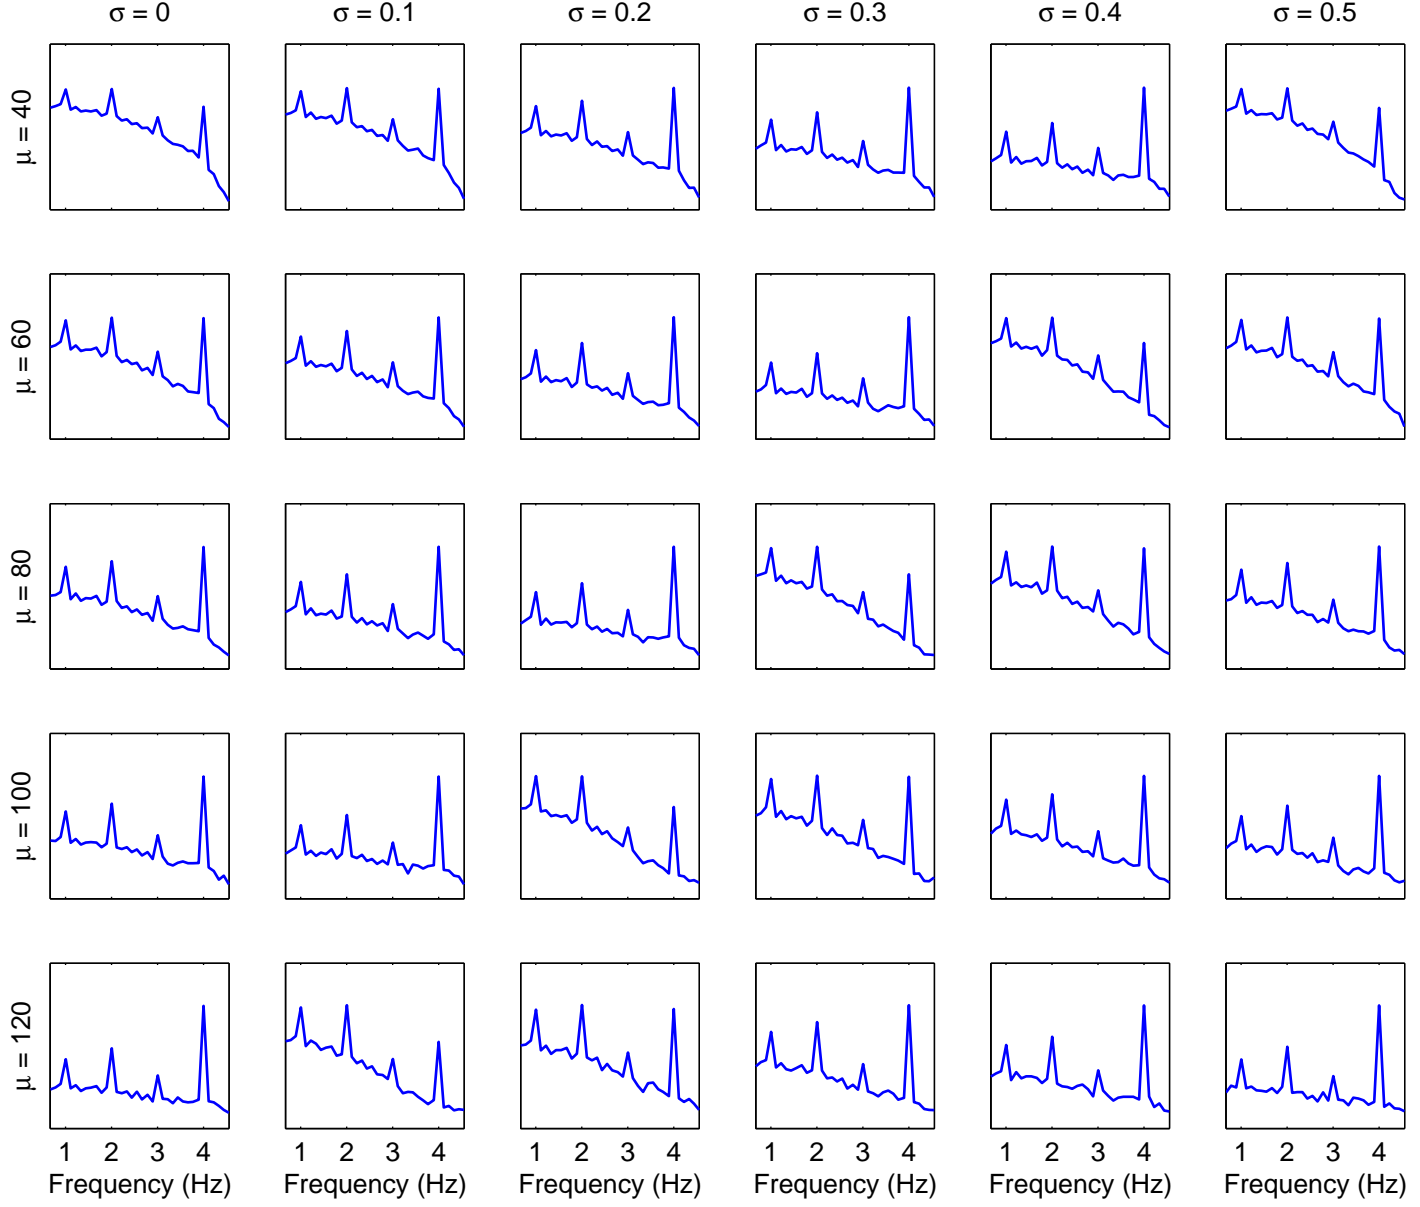 σ = 0 σ = 0.1 σ = 0.2 σ = 0.3 σ = 0.4 σ = 0.5
μ = 40
μ = 60
μ = 80
μ = 100
μ = 120
1 2 3 4 1 2 3 4 1 2 3 4 1 2 3 4 1 2 3 4 1 2 3 4
Frequency (Hz) Frequency (Hz) Frequency (Hz) Frequency (Hz) Frequency (Hz) Frequency (Hz)